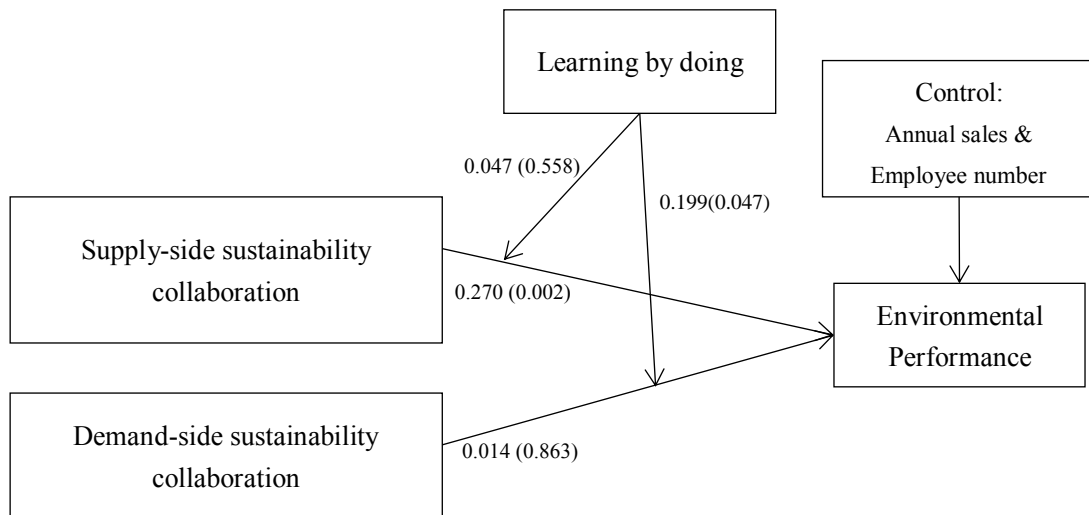 Learning by doing
Control:
Annual sales &
Employee number
0.047 (0.558)
0.199(0.047)
Supply-side sustainability
collaboration
0.270 (0.002)
Environmental
Performance
Demand-side sustainability
collaboration
0.014 (0.863)